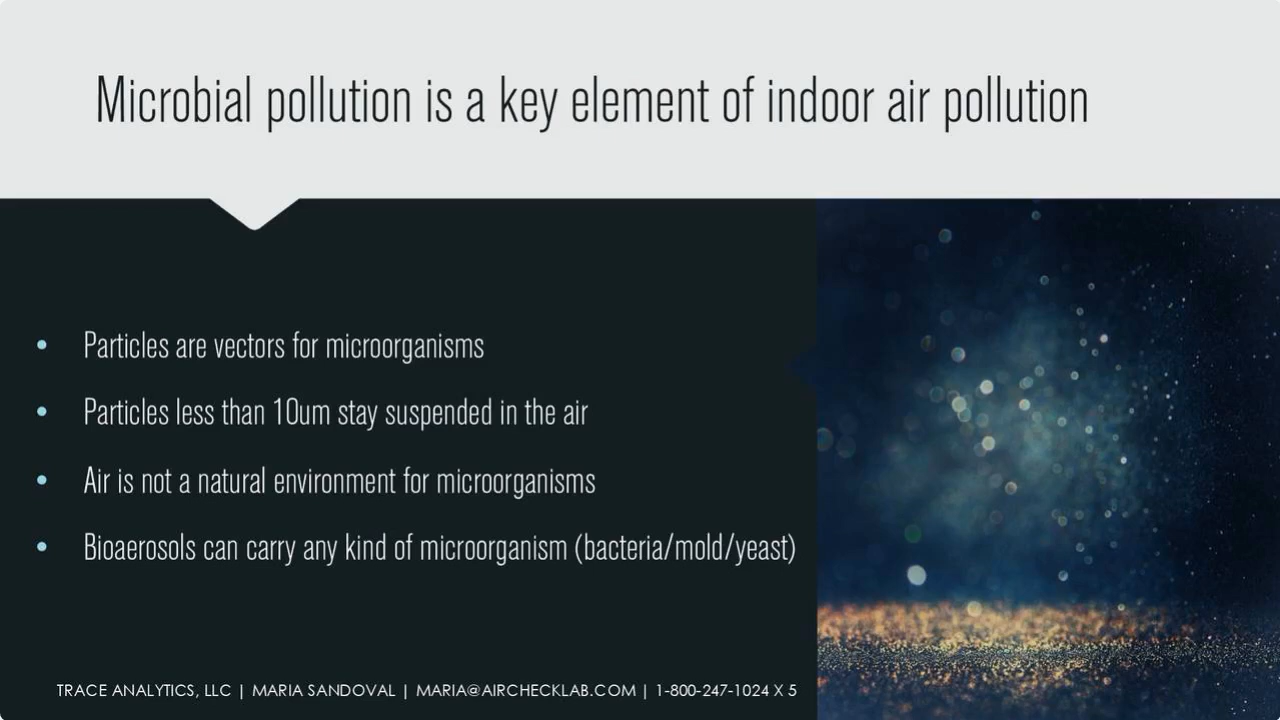 Microbial pollution is a key element of indoor air pollution
• Particles are vectors for microorganisms
• Particles less than 10um stay suspended in the air
• Air is not a natural environment for microorganisms
• Bioaerosols can carry any kind of microorganism (bacteria/mold/yeast)
TRACE ANALYTICS, LLC | MARIA SANDOVAL | MARIA@AIRCHECKLAB.COM | 1-800-247-1024 X 5